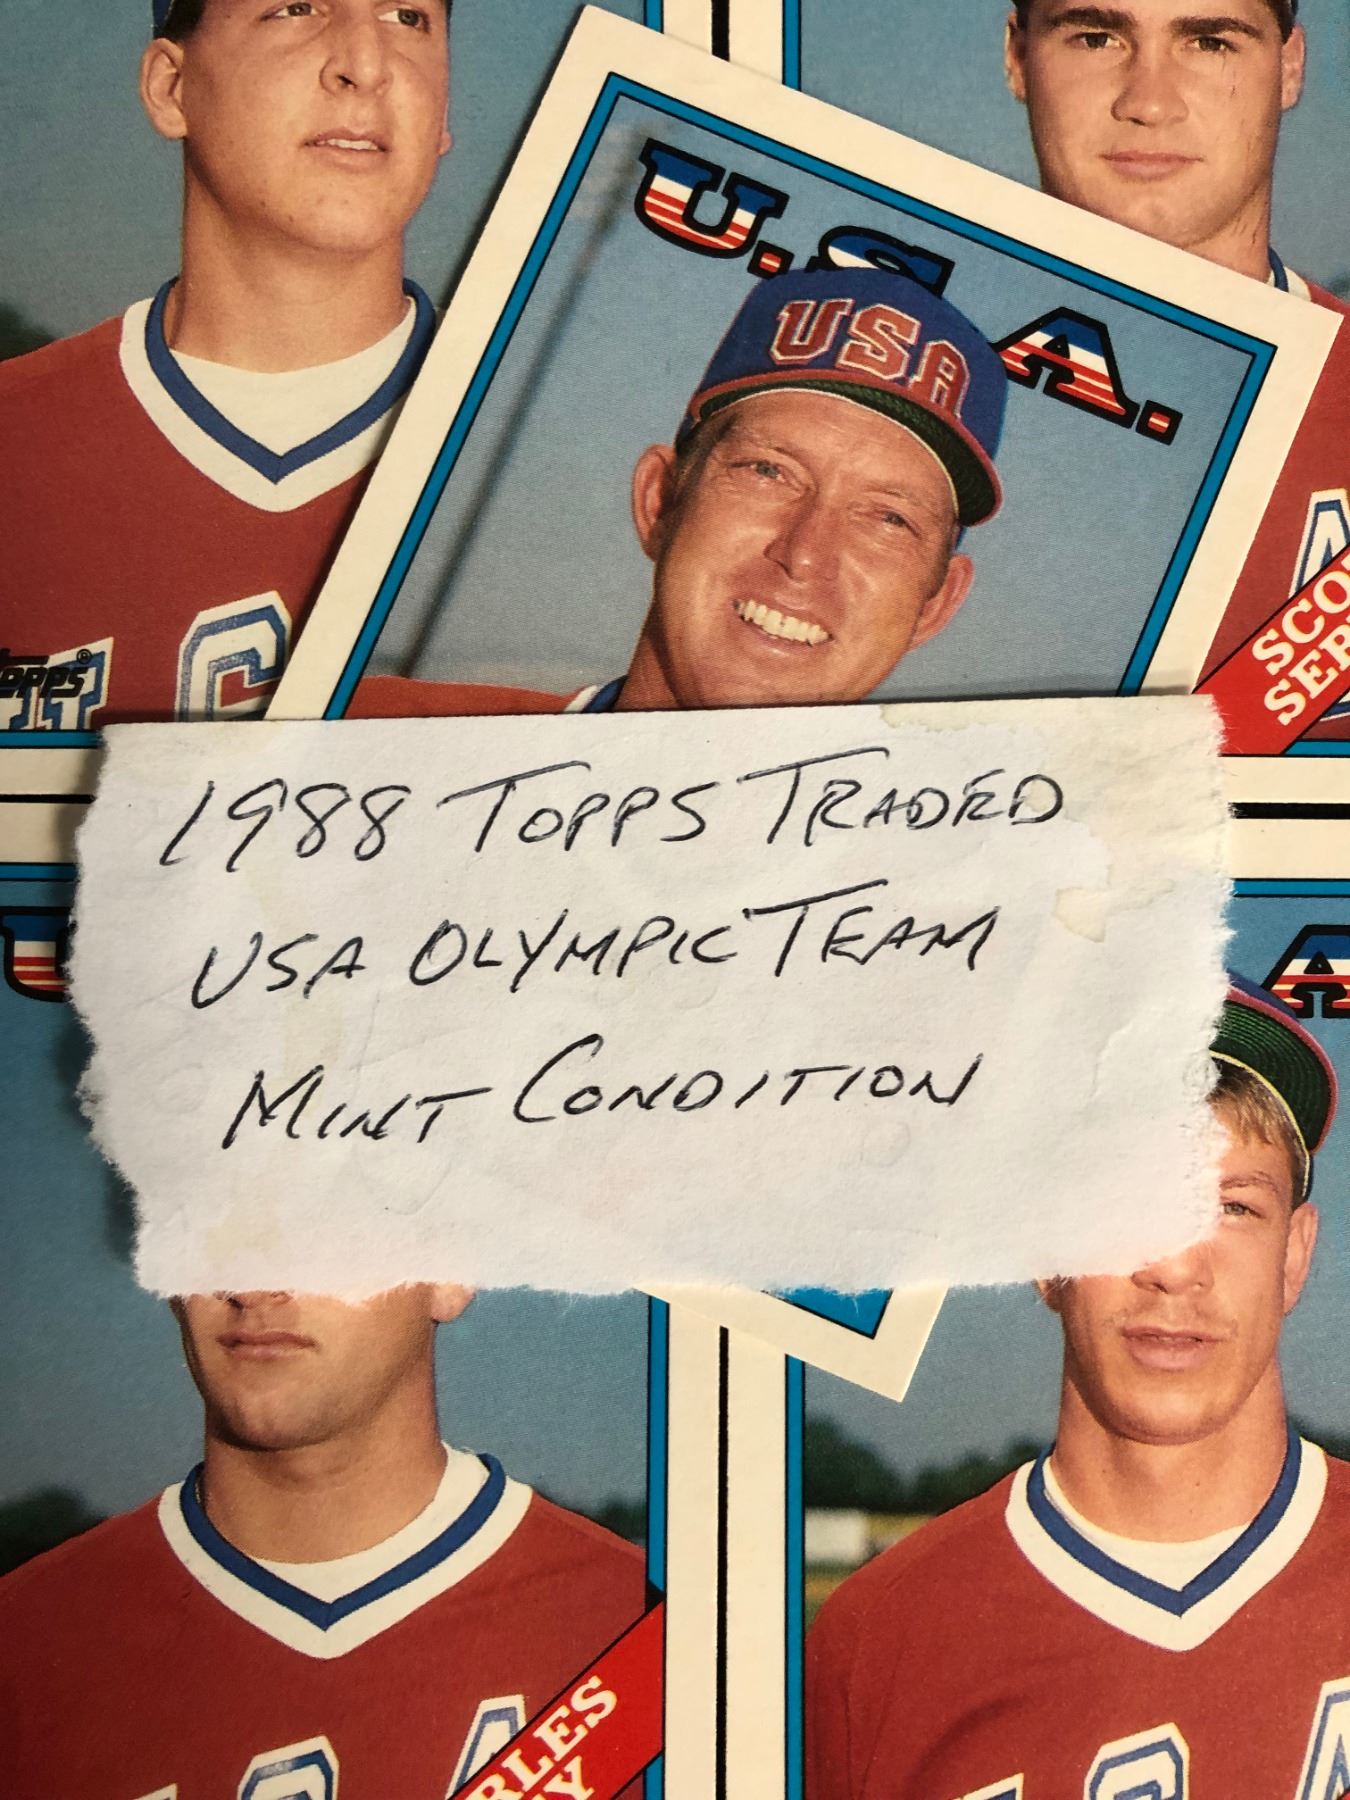 U.S.A.
USA
TOPPS®
SCO
SER
1988 TOPPS TRADED
USA OLYMPIC TEAM
MINT CONDITION
U
A
RLES
Y